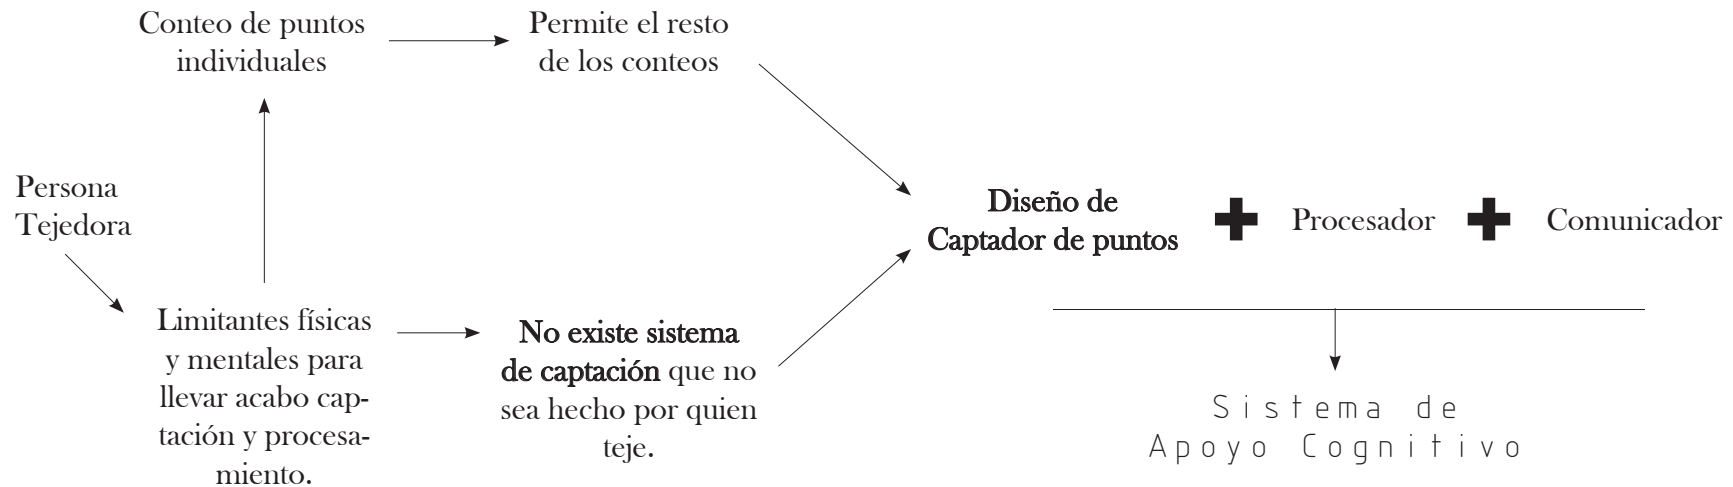 Conteo de puntos
individuales
Permite el resto
de los conteos
Persona
Tejedora
Limitantes físicas
y mentales para
llevar acabo cap-
tación y procesa-
miento.
No existe sistema
de captación que no
sea hecho por quien
teje.
Diseño de
Captador de puntos
Procesador
Comunicador
Sistema de
Apoyo Cognitivo